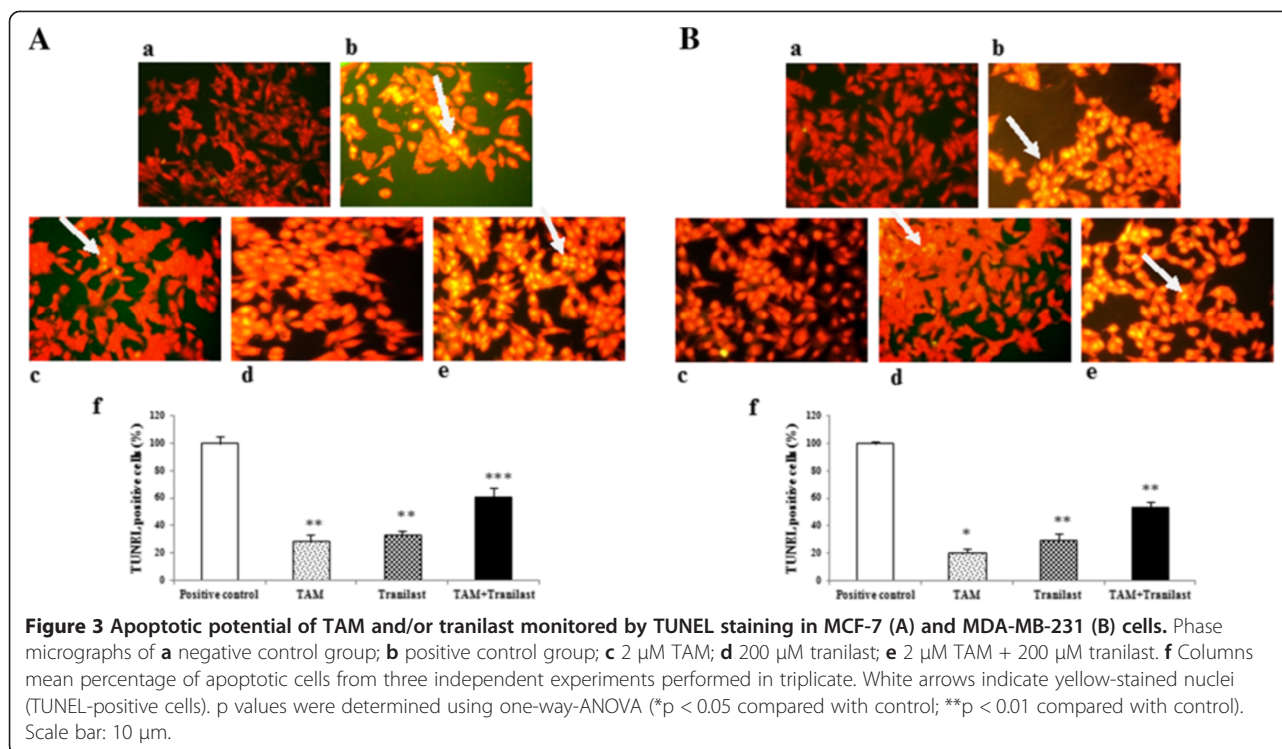 A
B
a
b
a
b
c
d
e
c
d
e
f
TUNEL positive cells (%)
120
100
80
60
40
20
0
**
**
***
Positive control
TAM
Tranilast
TAM+Tranilast
f
TUNEL positive cells (%)
120
100
80
60
40
20
0
*
**
**
Positive control
TAM
Tranilast
TAM+Tranilast
Figure 3 Apoptotic potential of TAM and/or tranilast monitored by TUNEL staining in MCF-7 (A) and MDA-MB-231 (B) cells. Phase
micrographs of a negative control group; b positive control group; c 2 μM TAM; d 200 μM tranilast; e 2 μM TAM + 200 μM tranilast. f Columns
mean percentage of apoptotic cells from three independent experiments performed in triplicate. White arrows indicate yellow-stained nuclei
(TUNEL-positive cells). p values were determined using one-way-ANOVA (*p < 0.05 compared with control; **p < 0.01 compared with control).
Scale bar: 10 μm.